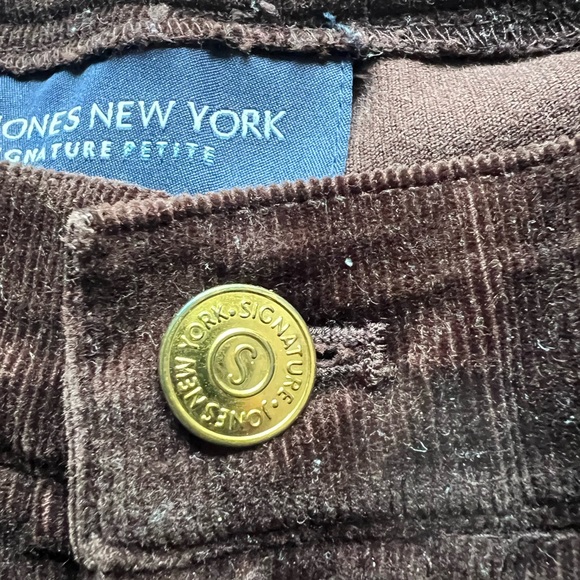 JONES NEW YORK
SIGNATURE PETITE
NEW YORK • SIGNATURE • JONES
S